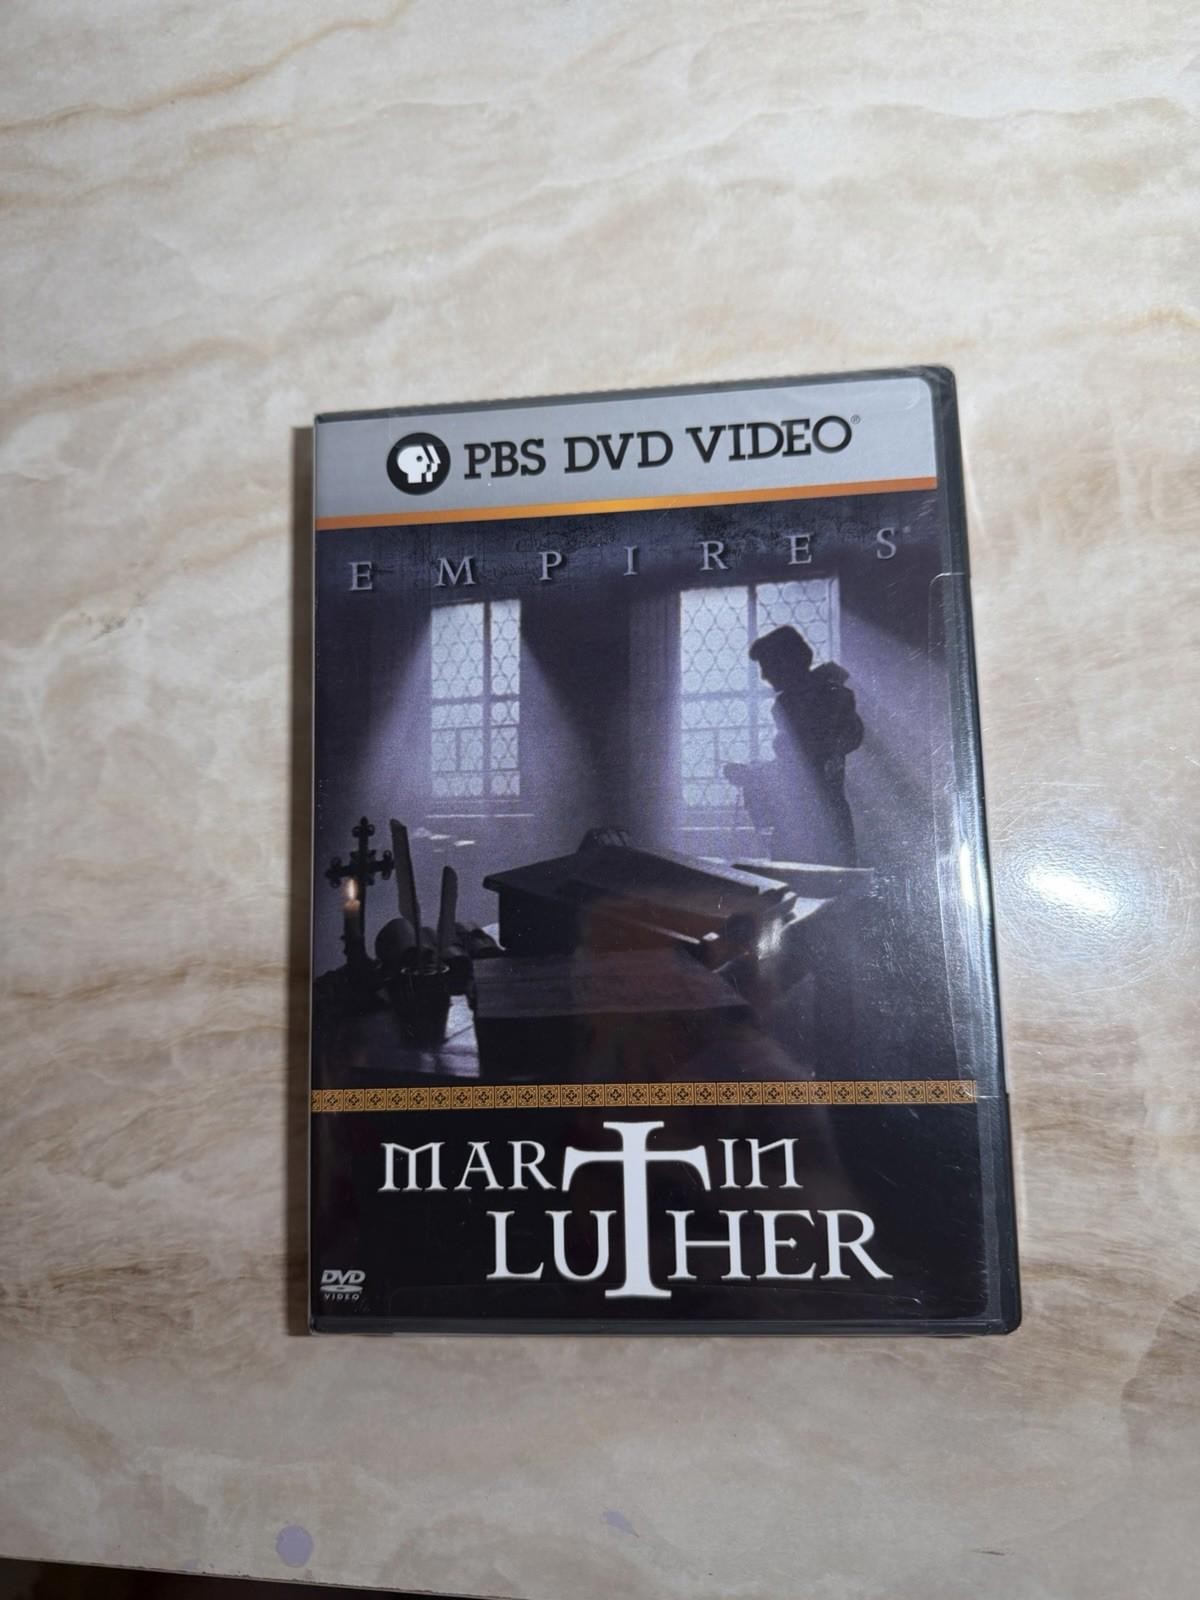 PBS DVD VIDEO®
EMPIRES®
MARTIN
LUTHER
DVD
VIDEO